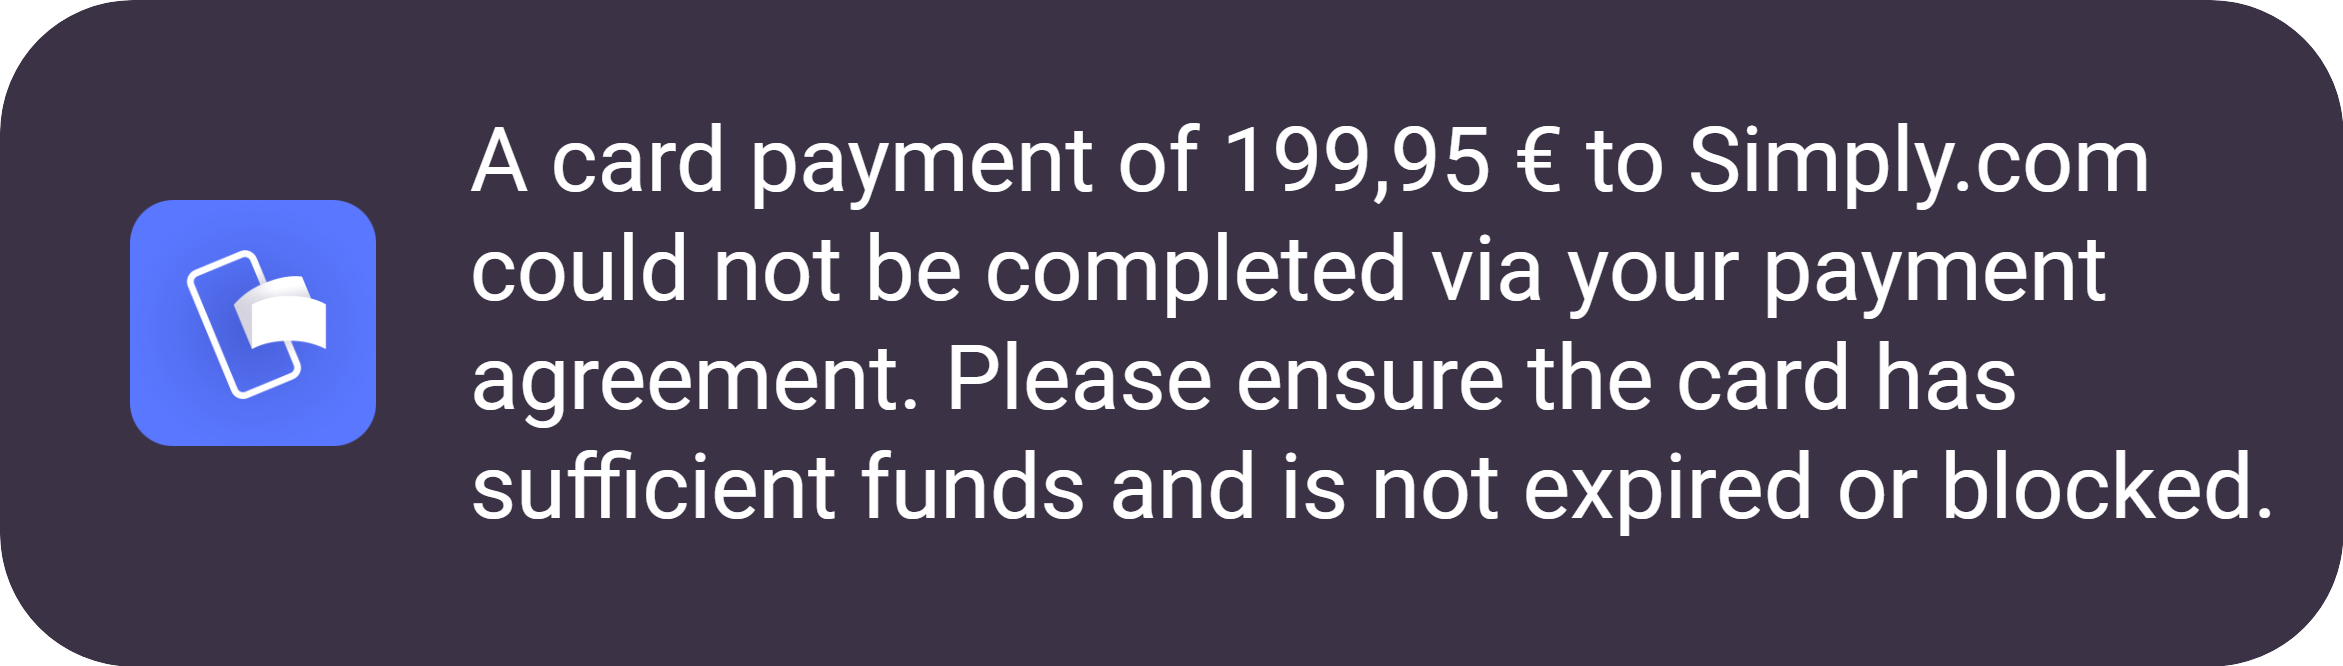 A card payment of 199,95 € to Simply.com
could not be completed via your payment
agreement. Please ensure the card has
sufficient funds and is not expired or blocked.